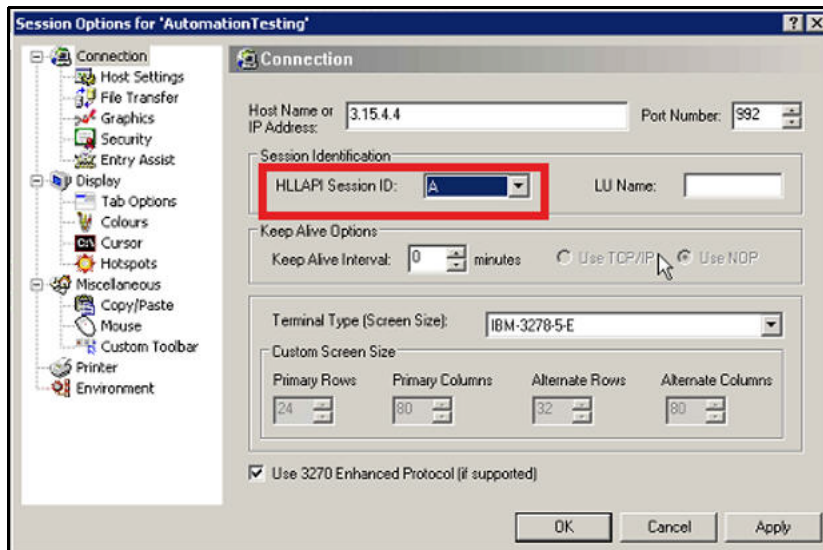 Session Options for 'AutomationTesting'
Connection
Host Settings
File Transfer
Graphics
Security
Entry Assist
Display
Tab Options
Colours
Cursor
Hotspots
Miscellaneous
Copy/Paste
Mouse
Custom Toolbar
Printer
Environment
Connection
Host Name or IP Address: 3.15.4.4 Port Number: 992
Session Identification
HLLAPI Session ID: A LU Name:
Keep Alive Options
Keep Alive Interval: 0 minutes Use TCP/IP Use NOP
Terminal Type (Screen Size): IBM-3278-5-E
Custom Screen Size
Primary Rows Primary Columns Alternate Rows Alternate Columns
24 80 32 80
Use 3270 Enhanced Protocol (if supported)
OK Cancel Apply